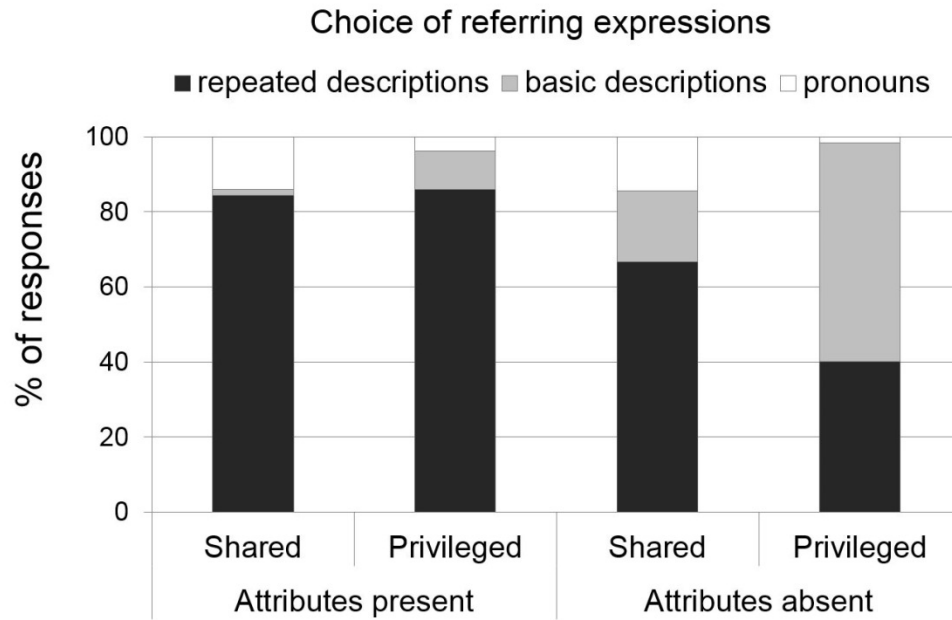 Choice of referring expressions
repeated descriptions basic descriptions pronouns
% of responses
100
80
60
40
20
0
Shared Privileged Shared Privileged
Attributes present Attributes absent